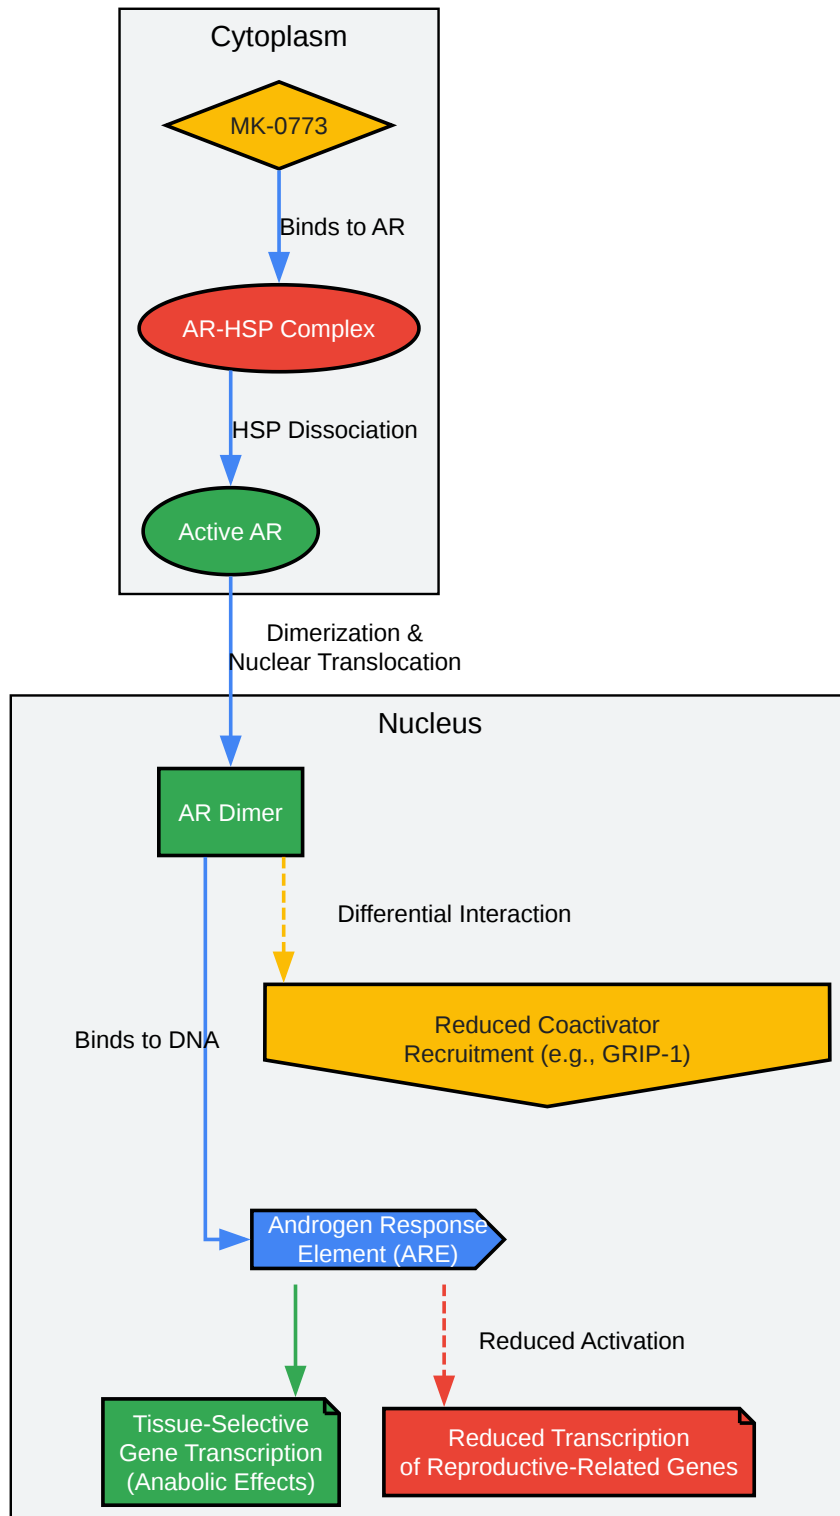 Cytoplasm
MK-0773
Binds to AR
AR-HSP Complex
HSP Dissociation
Active AR
Dimerization &
Nuclear Translocation
Nucleus
AR Dimer
Differential Interaction
Reduced Coactivator
Recruitment (e.g., GRIP-1)
Binds to DNA
Androgen Response
Element (ARE)
Reduced Activation
Tissue-Selective
Gene Transcription
(Anabolic Effects)
Reduced Transcription
of Reproductive-Related Genes